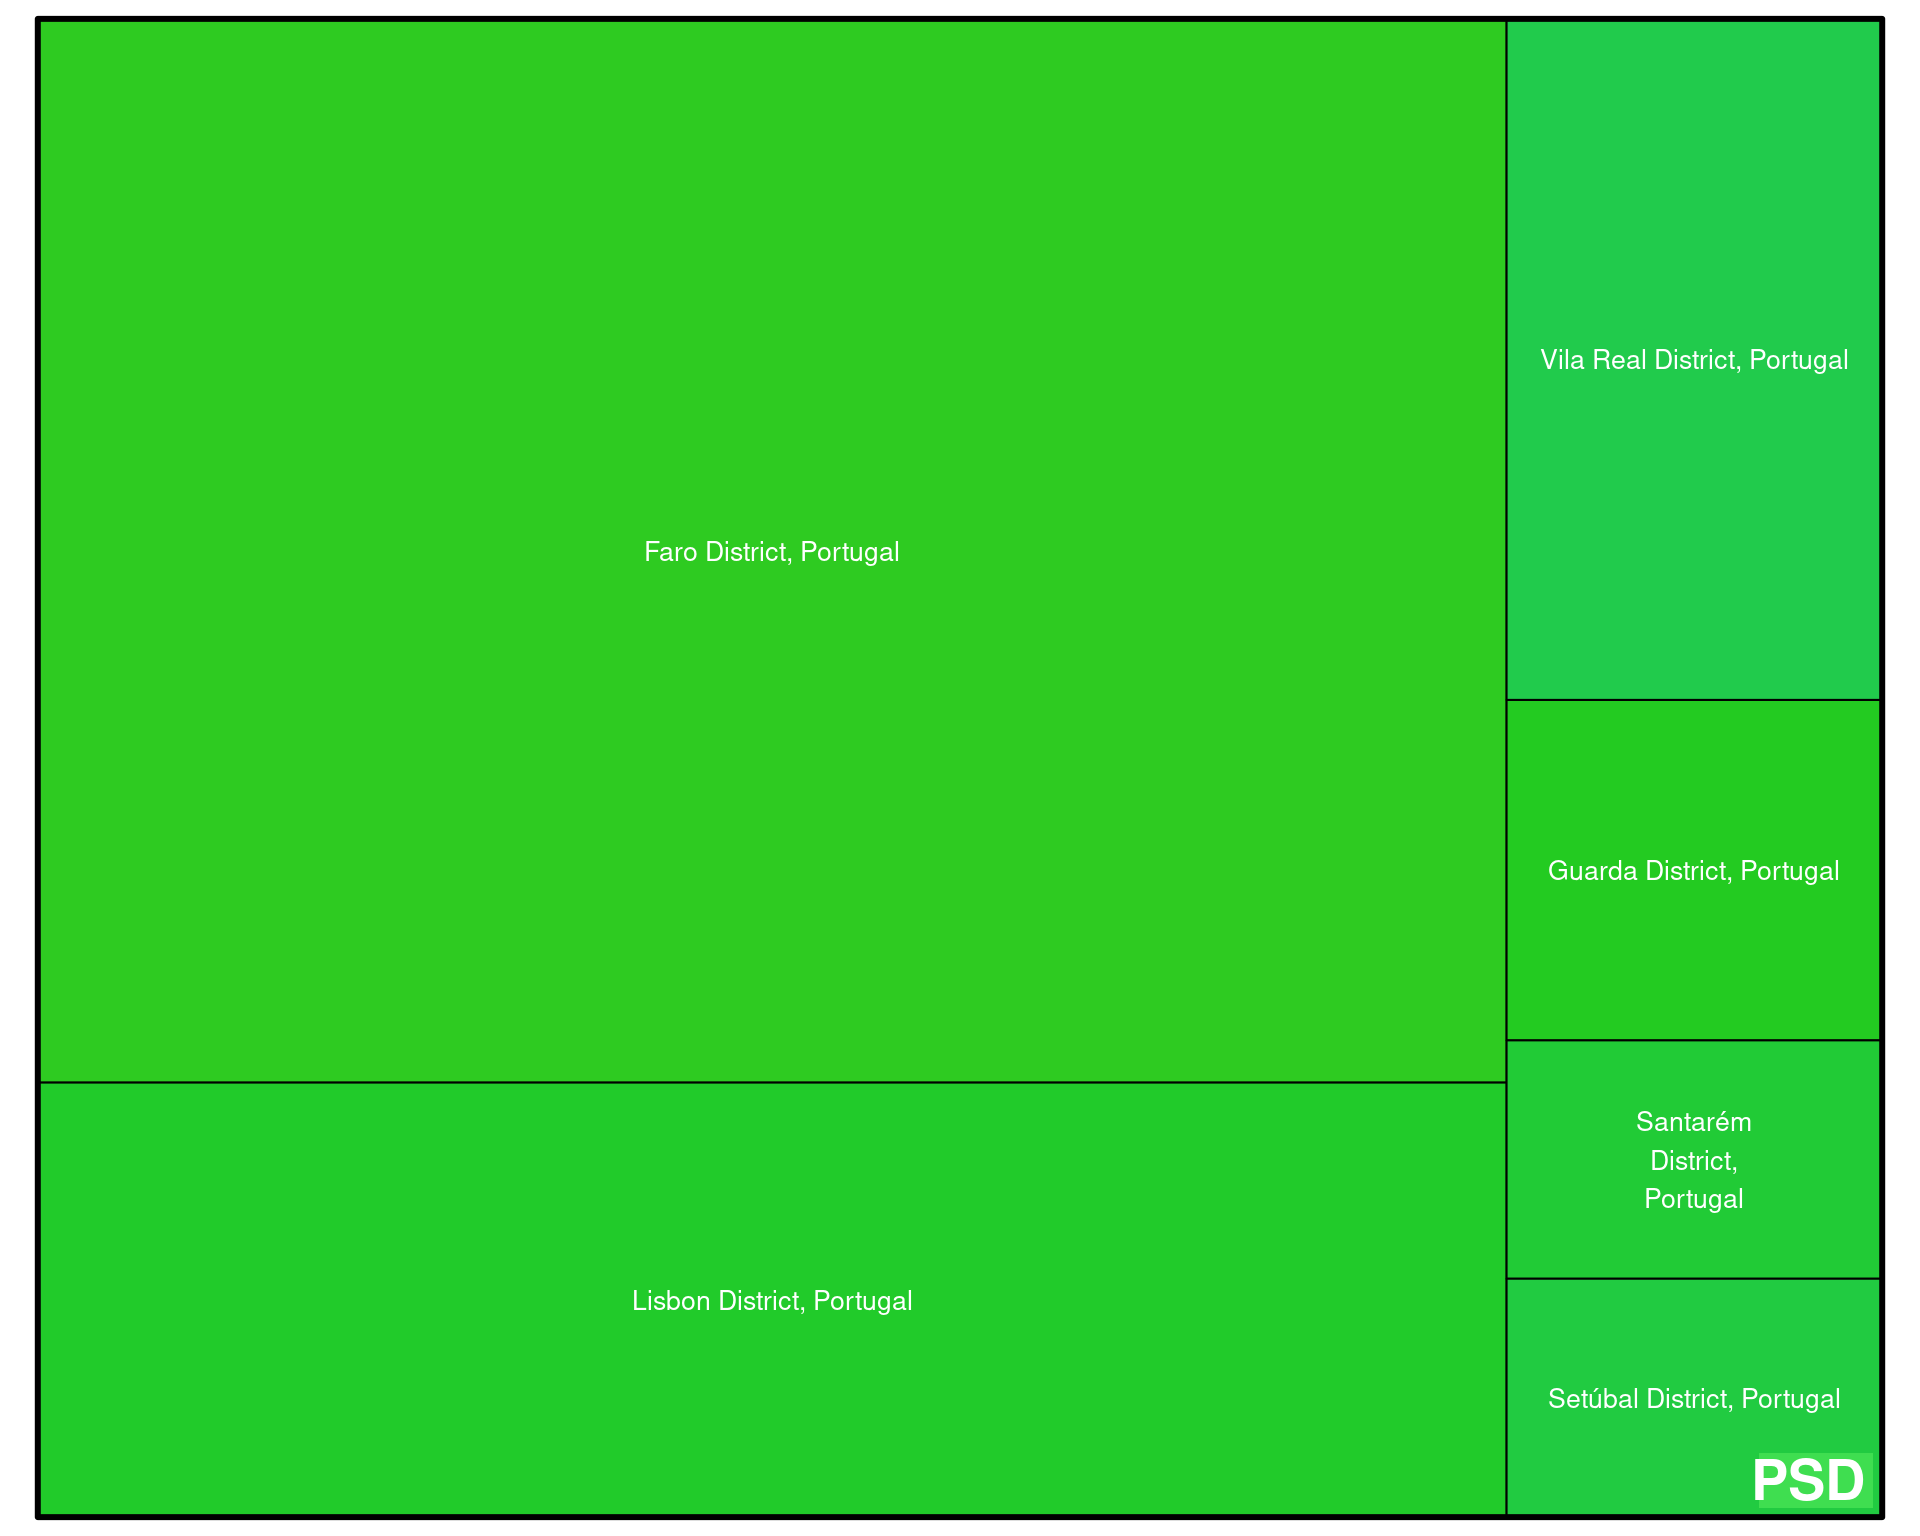 Faro District, Portugal
Vila Real District, Portugal
Guarda District, Portugal
Santarém
District,
Portugal
Lisbon District, Portugal
Setúbal District, Portugal
PSD